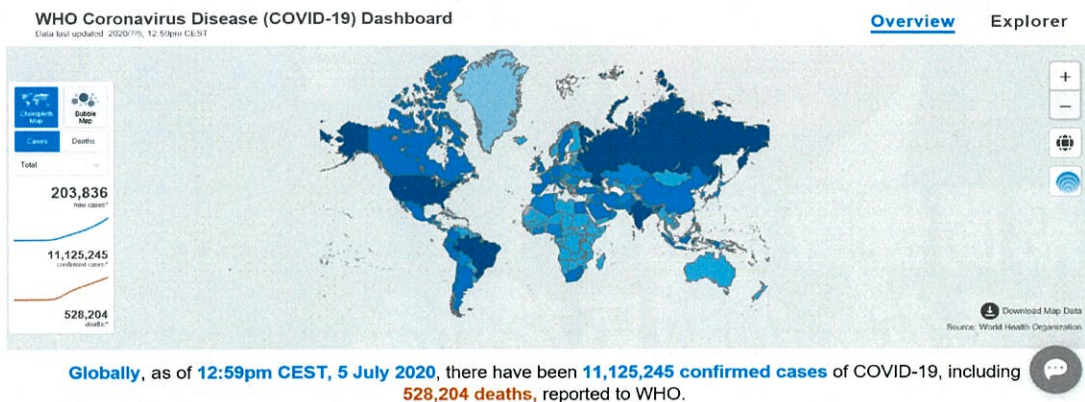 WHO Coronavirus Disease (COVID-19) Dashboard
Data last updated: 2020/7/5, 12:59pm CEST
Overview Explorer
Choropleth Map
Bubble Map
Cases Deaths
Total
203,836
new cases*
11,125,245
confirmed cases*
528,204
deaths*
+
−
Download Map Data
Source: World Health Organization
Globally, as of 12:59pm CEST, 5 July 2020, there have been 11,125,245 confirmed cases of COVID-19, including
528,204 deaths, reported to WHO.